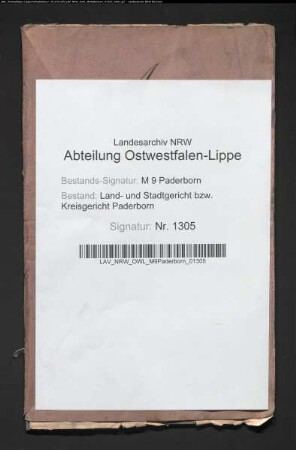 Landesarchiv NRW
Abteilung Ostwestfalen-Lippe
Bestands-Signatur: M 9 Paderborn
Bestand: Land- und Stadtgericht bzw.
Kreisgericht Paderborn
Signatur: Nr. 1305
LAV_NRW_OWL_M9Paderborn_01305